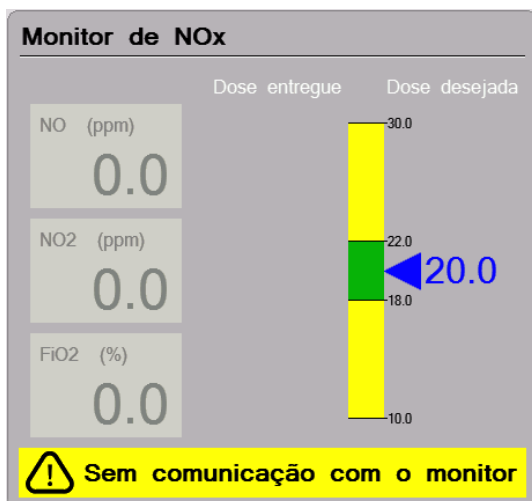 Monitor de NOx
Dose entregue Dose desejada
NO (ppm)
0.0
NO2 (ppm)
0.0
FiO2 (%)
0.0
30.0
22.0
20.0
18.0
10.0
Sem comunicação com o monitor